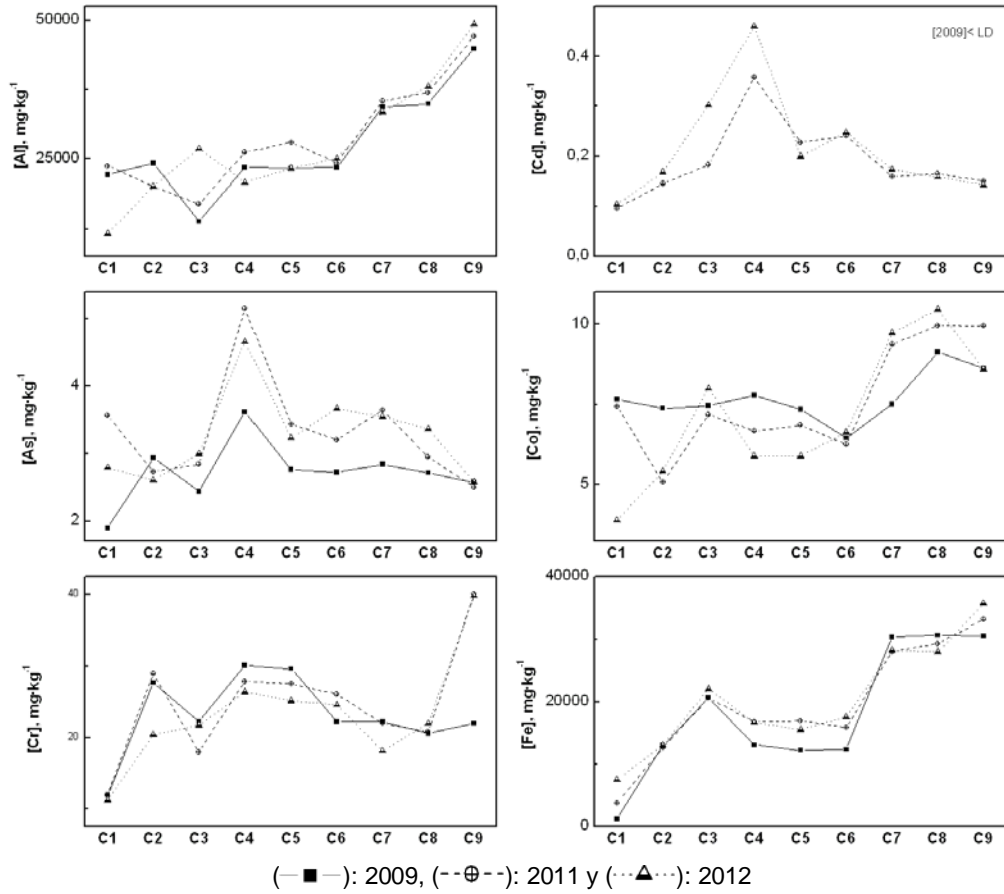 50000
25000
[Al], mg·kg-1
C1 C2 C3 C4 C5 C6 C7 C8 C9
[2009]< LD
0,4
0,2
0,0
[Cd], mg·kg-1
C1 C2 C3 C4 C5 C6 C7 C8 C9
4
2
[As], mg·kg-1
C1 C2 C3 C4 C5 C6 C7 C8 C9
10
5
[Co], mg·kg-1
C1 C2 C3 C4 C5 C6 C7 C8 C9
40
20
[Cr], mg·kg-1
C1 C2 C3 C4 C5 C6 C7 C8 C9
40000
20000
0
[Fe], mg·kg-1
C1 C2 C3 C4 C5 C6 C7 C8 C9
(—■—): 2009, (--⊕--): 2011 y (··△··): 2012